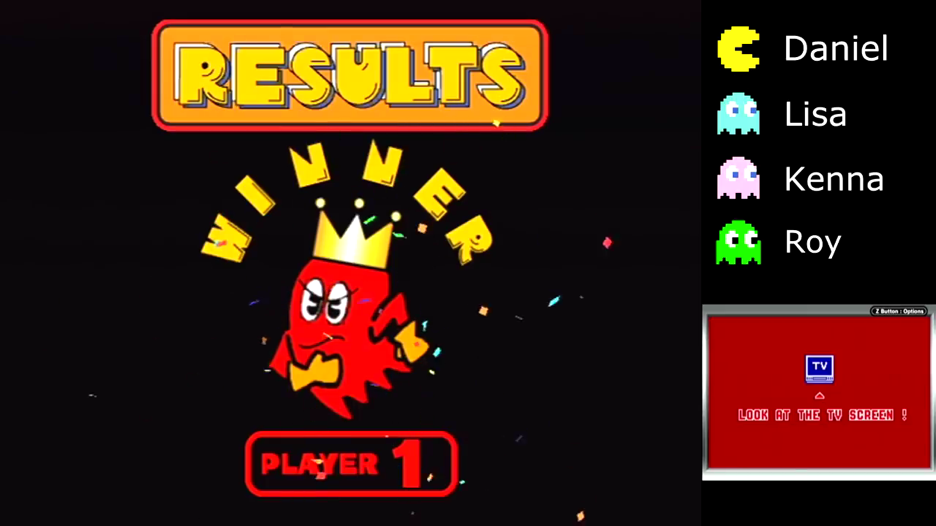 RESULTS
WINNER
PLAYER 1
Daniel
Lisa
Kenna
Roy
Z Button : Options
TV
LOOK AT THE TV SCREEN !